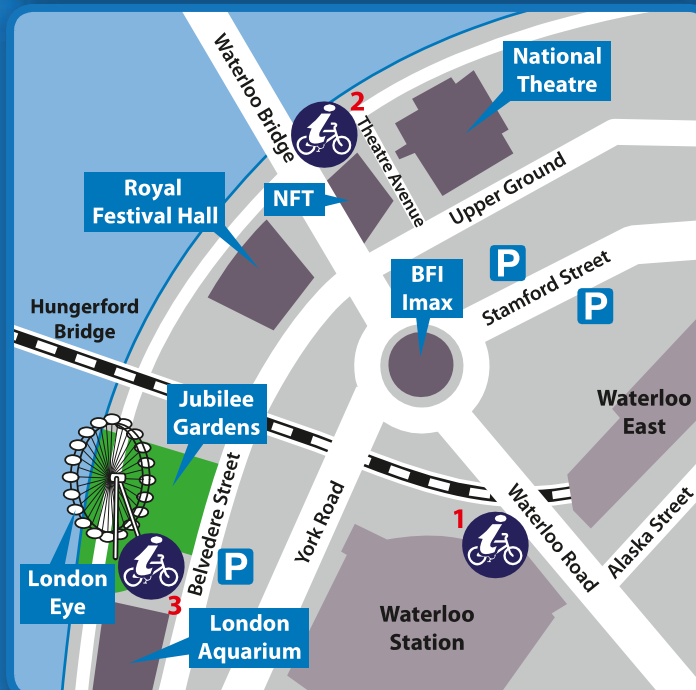 Waterloo Bridge
2
Theatre Avenue
National
Theatre
Royal
Festival Hall
NFT
Upper Ground
P
BFI
Imax
Stamford Street
P
Hungerford
Bridge
Jubilee
Gardens
Waterloo
East
Belvedere Street
York Road
1
Waterloo Road
Alaska Street
P
London
Eye
3
London
Aquarium
Waterloo
Station
i
i
i